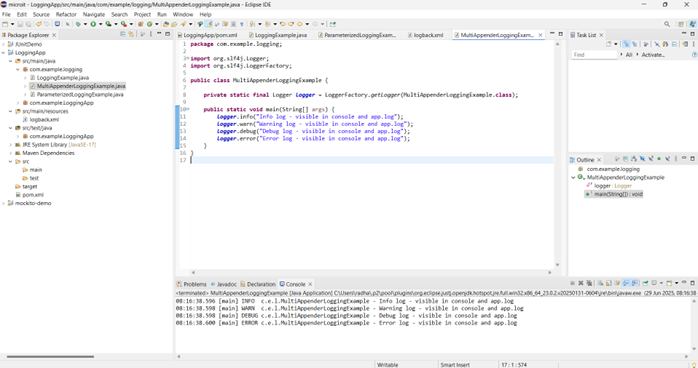 microit - LoggingApp/src/main/java/com/example/logging/MultiAppenderLoggingExample.java - Eclipse IDE
File Edit Source Refactor Navigate Search Project Run Window Help
Package Explorer
JUnitDemo
LoggingApp
src/main/java
com.example.logging
LoggingExample.java
MultiAppenderLoggingExample.java
ParameterizedLoggingExample.java
com.example.LoggingApp
src/main/resources
logback.xml
src/test/java
com.example.LoggingApp
JRE System Library [JavaSE-17]
Maven Dependencies
src
main
test
target
pom.xml
mockito-demo
LoggingApp/pom.xml LoggingExample.java ParameterizedLoggingExam... logback.xml MultiAppenderLoggingExam...
1 package com.example.logging;
2
3 import org.slf4j.Logger;
4 import org.slf4j.LoggerFactory;
5
6 public class MultiAppenderLoggingExample {
7
8 private static final Logger logger = LoggerFactory.getLogger(MultiAppenderLoggingExample.class);
9
10 public static void main(String[] args) {
11 logger.info("Info log - visible in console and app.log");
12 logger.warn("Warning log - visible in console and app.log");
13 logger.debug("Debug log - visible in console and app.log");
14 logger.error("Error log - visible in console and app.log");
15 }
16 }
17
Task List
Find All Activate...
Outline
com.example.logging
MultiAppenderLoggingExample
logger : Logger
main(String[]) : void
Problems Javadoc Declaration Console
<terminated> MultiAppenderLoggingExample [Java Application] C:\Users\radha\.p2\pool\plugins\org.eclipse.justj.openjdk.hotspot.jre.full.win32.x86_64_23.0.2.v20250131-0604\jre\bin\javaw.exe (29 Jun 2025, 08:16:38
08:16:38.596 [main] INFO c.e.l.MultiAppenderLoggingExample - Info log - visible in console and app.log
08:16:38.598 [main] WARN c.e.l.MultiAppenderLoggingExample - Warning log - visible in console and app.log
08:16:38.598 [main] DEBUG c.e.l.MultiAppenderLoggingExample - Debug log - visible in console and app.log
08:16:38.600 [main] ERROR c.e.l.MultiAppenderLoggingExample - Error log - visible in console and app.log
Writable Smart Insert 17 : 1 : 574